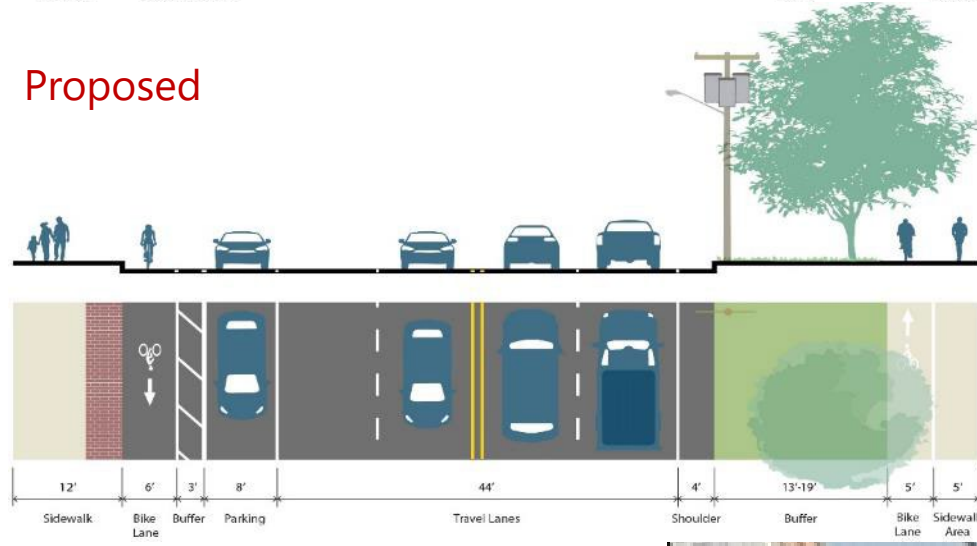 Proposed
12' 6' 3' 8' 44' 4' 13'-19' 5' 5'
Sidewalk Bike Lane Buffer Parking Travel Lanes Shoulder Buffer Bike Lane Sidewalk Area